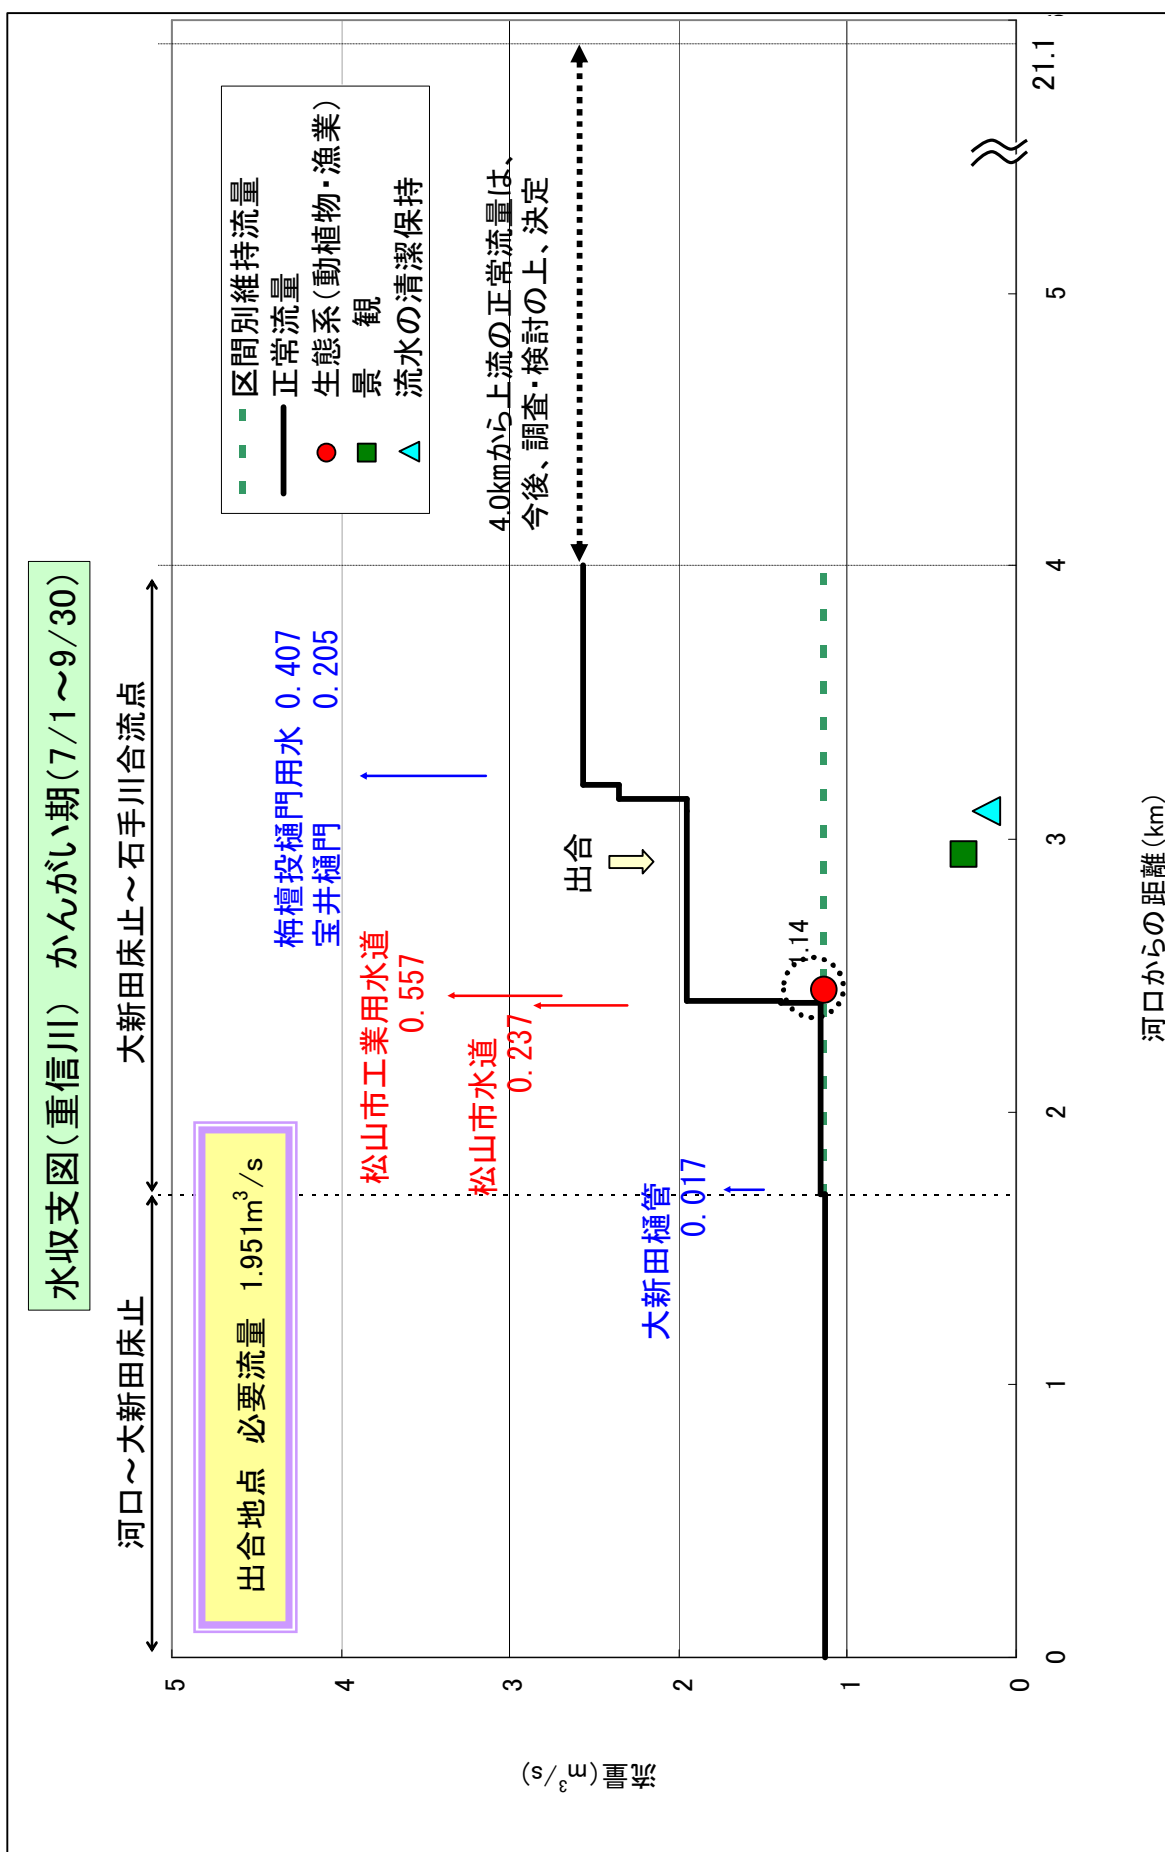 水収支図(重信川) かんがい期(7/1～9/30)
河口～大新田床止
大新田床止～石手川合流点
出合地点 必要流量 1.951m³/s
区間別維持流量
正常流量
生態系(動植物・漁業)
景 観
流水の清潔保持
栴檀投樋門用水 0.407
宝井樋門 0.205
松山市工業用水道
0.557
松山市水道
0.237
大新田樋管
0.017
出合
1.14
4.0kmから上流の正常流量は、
今後、調査・検討の上、決定
流量(m³/s)
5
4
3
2
1
0
0
1
2
3
4
5
21.1
河口からの距離(km)